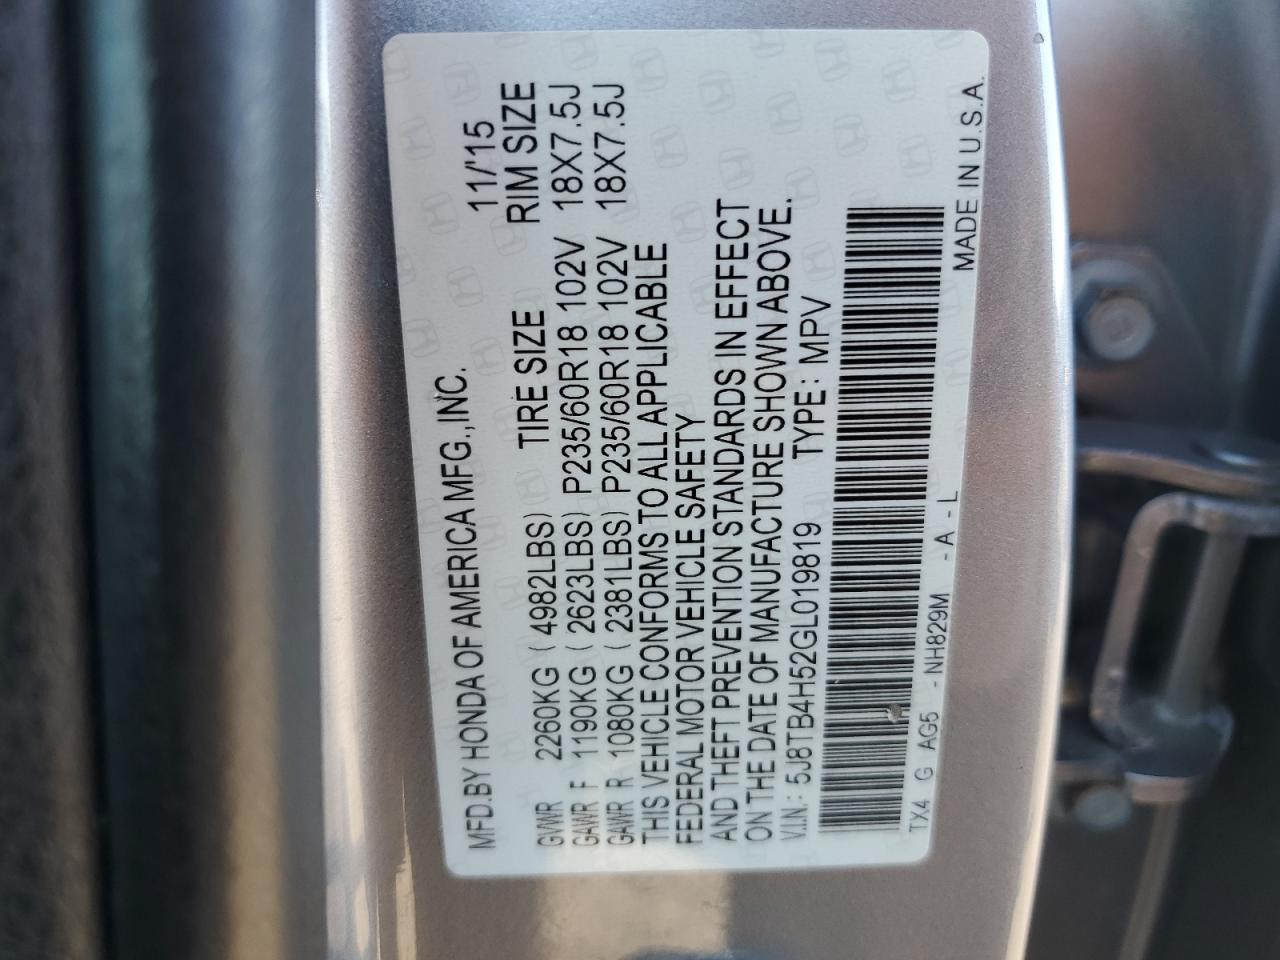 MFD.BY HONDA OF AMERICA MFG.,INC. 11/'15
GVWR 2260KG ( 4982LBS) TIRE SIZE RIM SIZE
GAWR F 1190KG ( 2623LBS) P235/60R18 102V 18X7.5J
GAWR R 1080KG ( 2381LBS) P235/60R18 102V 18X7.5J
THIS VEHICLE CONFORMS TO ALL APPLICABLE
FEDERAL MOTOR VEHICLE SAFETY
AND THEFT PREVENTION STANDARDS IN EFFECT
ON THE DATE OF MANUFACTURE SHOWN ABOVE.
V.I.N.: 5J8TB4H52GL019819 TYPE: MPV
TX4 G AG5 - NH829M - A - L MADE IN U.S.A.